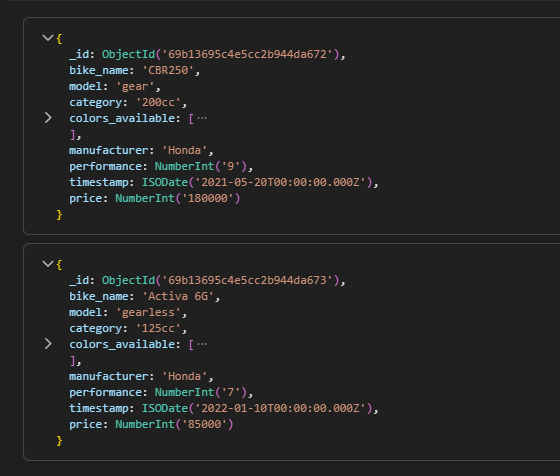 {
_id: ObjectId('69b13695c4e5cc2b944da672'),
bike_name: 'CBR250',
model: 'gear',
category: '200cc',
colors_available: [ ···
],
manufacturer: 'Honda',
performance: NumberInt('9'),
timestamp: ISODate('2021-05-20T00:00:00.000Z'),
price: NumberInt('180000')
}
{
_id: ObjectId('69b13695c4e5cc2b944da673'),
bike_name: 'Activa 6G',
model: 'gearless',
category: '125cc',
colors_available: [ ···
],
manufacturer: 'Honda',
performance: NumberInt('7'),
timestamp: ISODate('2022-01-10T00:00:00.000Z'),
price: NumberInt('85000')
}